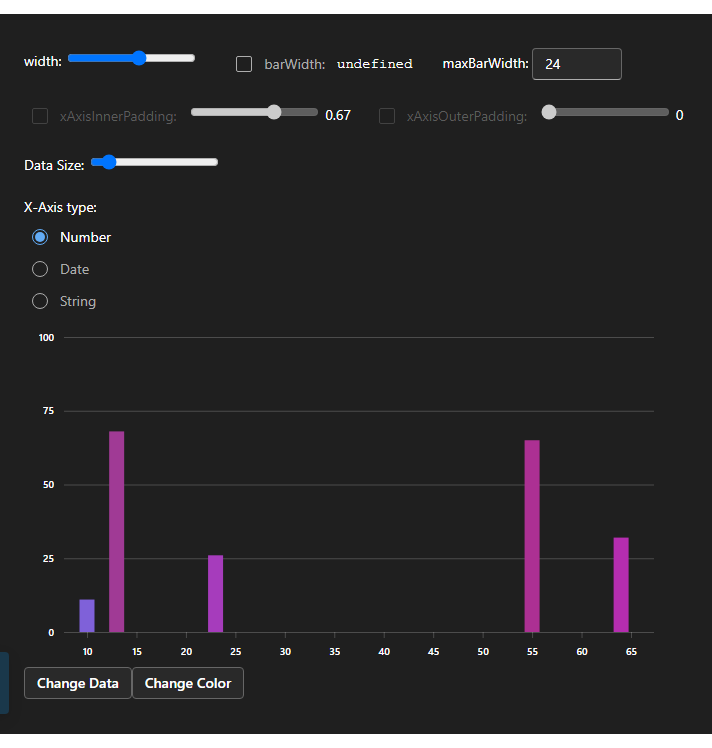 width: barWidth: undefined maxBarWidth: 24
xAxisInnerPadding: 0.67 xAxisOuterPadding: 0
Data Size:
X-Axis type:
Number
Date
String
100
75
50
25
0
10 15 20 25 30 35 40 45 50 55 60 65
Change Data Change Color